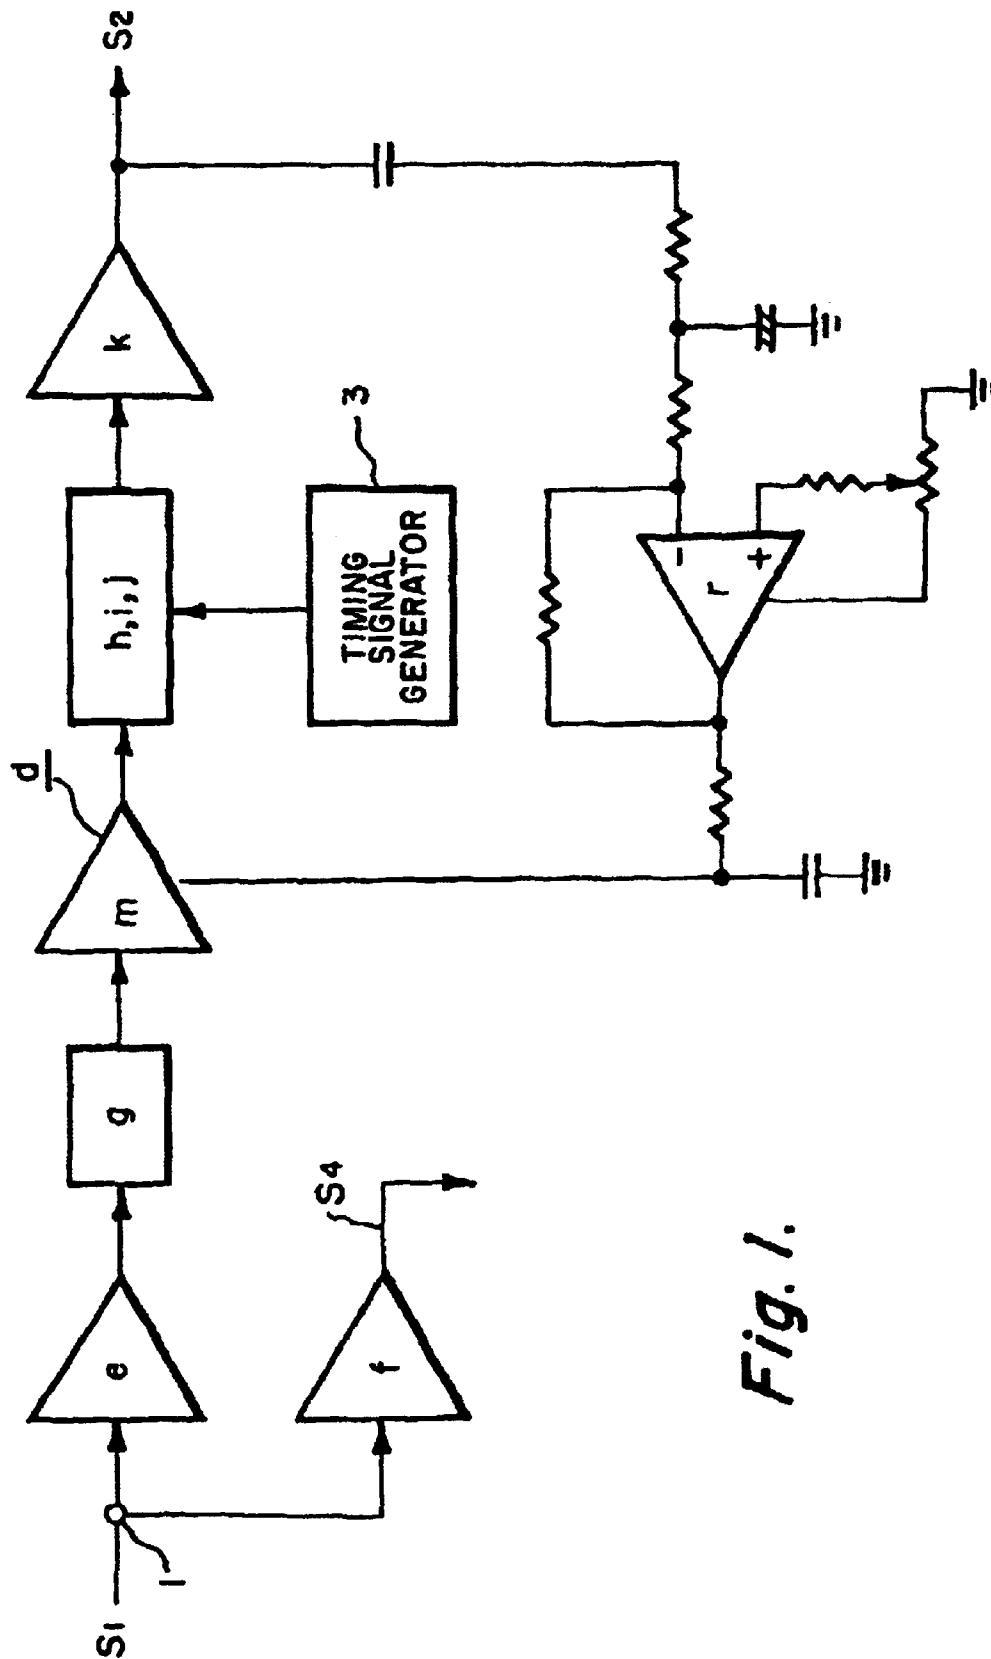 S1
1
e
f
S4
g
m
d
h,i,j
TIMING
SIGNAL
GENERATOR
3
k
S2
r
-
+
Fig. 1.